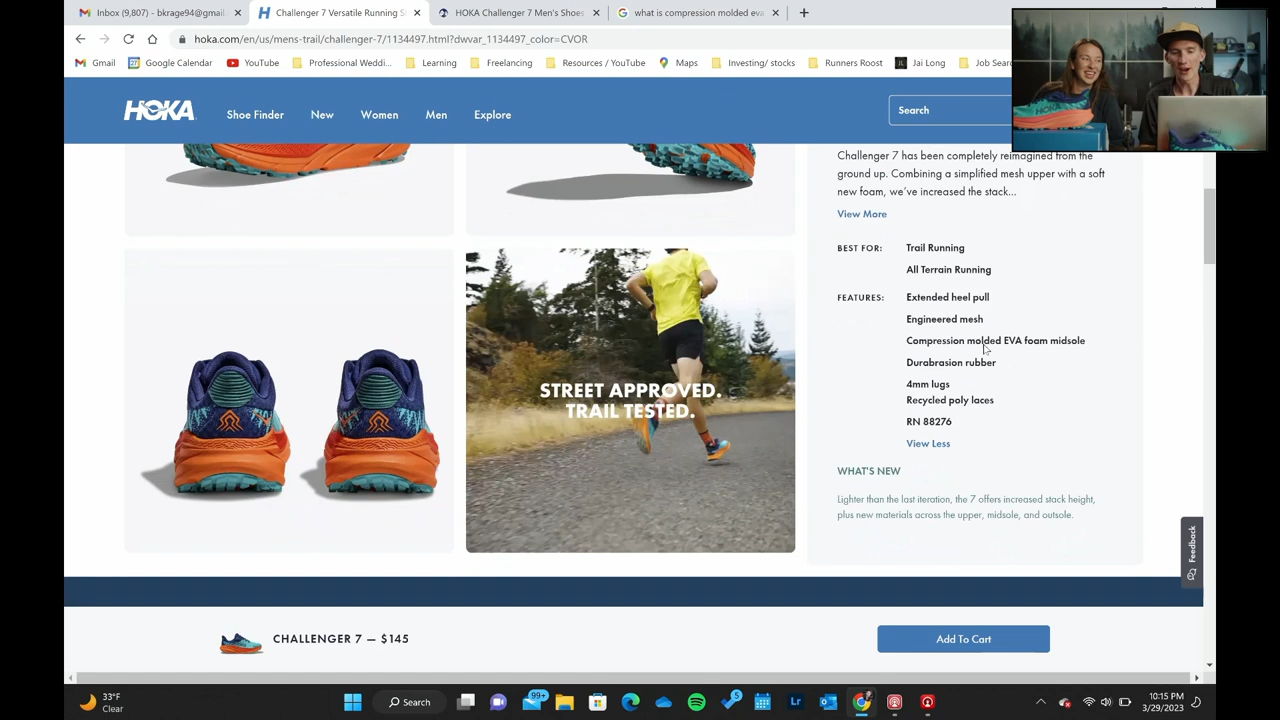 Inbox (9,807) - bkrage94@gmail.
Challenger 7 Versatile Running S
HOKA Challenger 7 Men's Shoes
what is compression molded eva
hoka.com/en/us/mens-trail/challenger-7/1134497.html?dwvar_1134497_color=CVOR
Gmail
Google Calendar
YouTube
Professional Weddi...
Learning
Freelancing
Resources / YouTube
Maps
Investing/ stocks
Runners Roost
Jai Long
Job Sear
HOKA
Shoe Finder
New
Women
Men
Explore
Search
Challenger 7 has been completely reimagined from the
ground up. Combining a simplified mesh upper with a soft
new foam, we've increased the stack...
View More
BEST FOR:
Trail Running
All Terrain Running
FEATURES:
Extended heel pull
Engineered mesh
Compression molded EVA foam midsole
Durabrasion rubber
4mm lugs
Recycled poly laces
RN 88276
View Less
WHAT'S NEW
Lighter than the last iteration, the 7 offers increased stack height,
plus new materials across the upper, midsole, and outsole.
STREET APPROVED.
TRAIL TESTED.
Feedback
CHALLENGER 7 — $145
Add To Cart
33°F
Clear
Search
99+
5
Lr
10:15 PM
3/29/2023